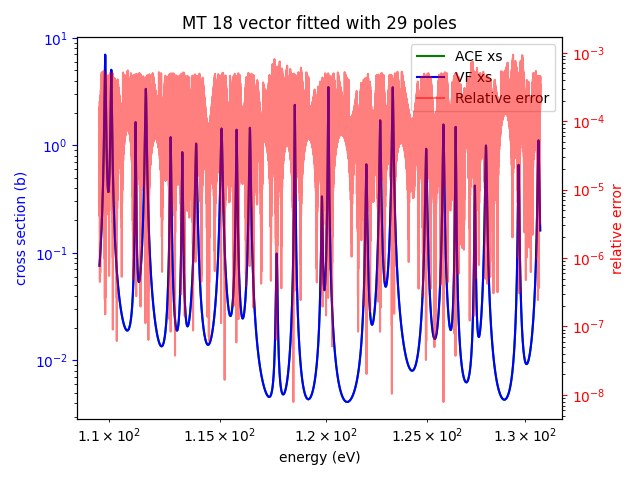 MT 18 vector fitted with 29 poles
ACE xs
VF xs
Relative error
cross section (b)
10¹
10⁰
10⁻¹
10⁻²
relative error
10⁻³
10⁻⁴
10⁻⁵
10⁻⁶
10⁻⁷
10⁻⁸
1.1 × 10² 1.15 × 10² 1.2 × 10² 1.25 × 10² 1.3 × 10²
energy (eV)